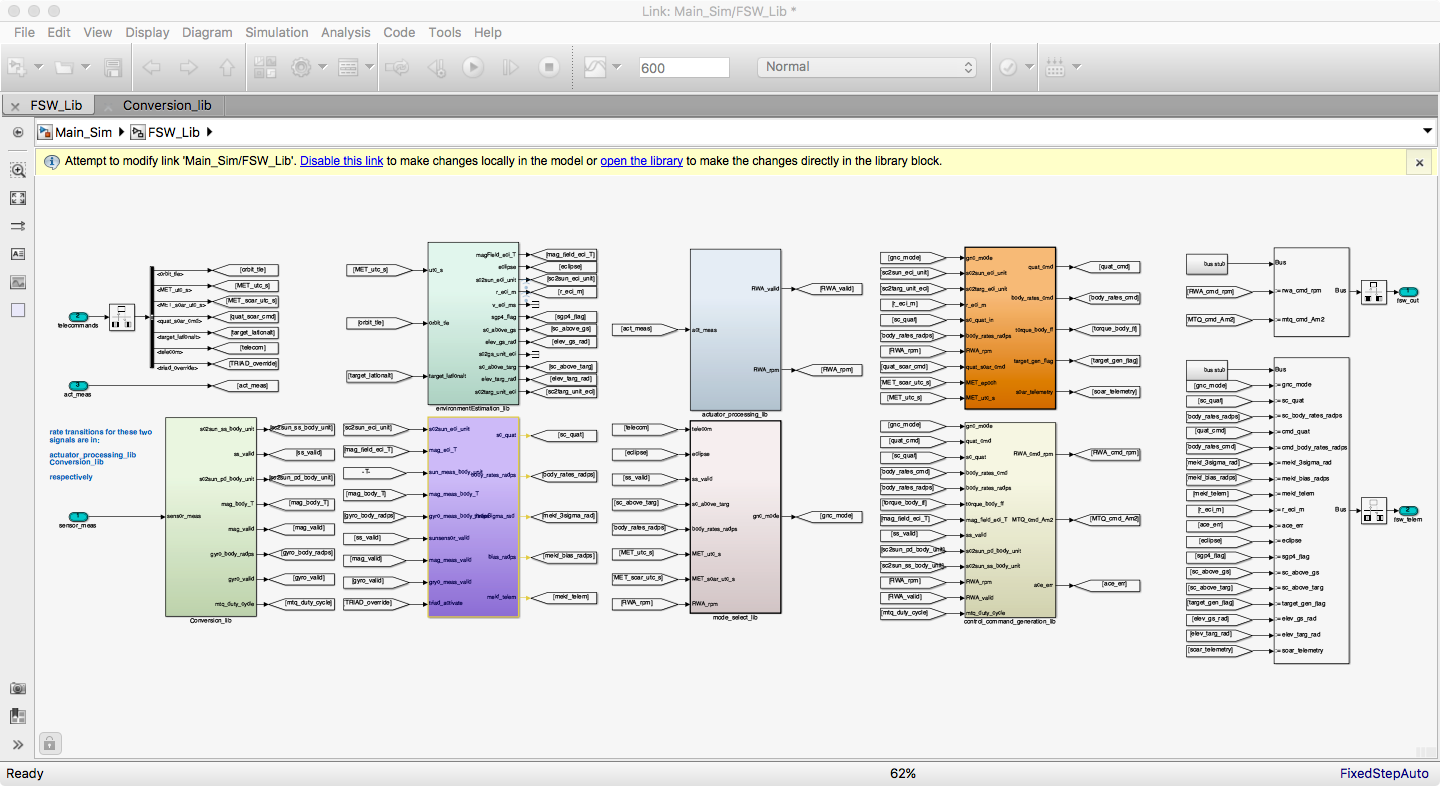 Link: Main_Sim/FSW_Lib *
File Edit View Display Diagram Simulation Analysis Code Tools Help
600
Normal
FSW_Lib
Conversion_lib
Main_Sim
FSW_Lib
Attempt to modify link 'Main_Sim/FSW_Lib'. Disable this link to make changes locally in the model or open the library to make the changes directly in the library block.
telecommands
<orbit_tle>
<MET_utc_s>
<MET_soar_utc_s>
<quat_soar_cmd>
<target_latlonalt>
<telecom>
<triad_override>
[orbit_tle]
[MET_utc_s]
[MET_soar_utc_s]
[quat_soar_cmd]
[target_latlonalt]
[telecom]
[TRIAD_override]
act_meas
[act_meas]
rate transitions for these two
signals are in:
actuator_processing_lib
Conversion_lib
respectively
sensor_meas
sensor_meas
sc2sun_ss_body_unit
ss_valid
sc2sun_pd_body_unit
mag_body_T
mag_valid
gyro_body_radps
gyro_valid
mtq_duty_cycle
Conversion_lib
[sc2sun_ss_body_unit]
[ss_valid]
[sc2sun_pd_body_unit]
[mag_body_T]
[mag_valid]
[gyro_body_radps]
[gyro_valid]
[mtq_duty_cycle]
[MET_utc_s]
[orbit_tle]
[target_latlonalt]
utc_s
orbit_tle
target_latlonalt
magField_eci_T
eclipse
sc2sun_eci_unit
r_eci_m
v_eci_ms
sgp4_flag
sc_above_gs
elev_gs_rad
sc2gs_unit_eci
sc_above_targ
elev_targ_rad
sc2targ_unit_eci
environmentEstimation_lib
[mag_field_eci_T]
[eclipse]
[sc2sun_eci_unit]
[r_eci_m]
[sgp4_flag]
[sc_above_gs]
[elev_gs_rad]
[sc_above_targ]
[elev_targ_rad]
[sc2targ_unit_eci]
[sc2sun_eci_unit]
[mag_field_eci_T]
-T-
[mag_body_T]
[gyro_body_radps]
[ss_valid]
[mag_valid]
[gyro_valid]
[TRIAD_override]
sc2sun_eci_unit
mag_eci_T
sun_meas_body_unit
mag_meas_body_T
gyro_meas_body_radps
sunsensor_valid
mag_meas_valid
gryo_meas_valid
triad_activate
sc_quat
body_rates_radps
bias_radps
mekf_telem
[sc_quat]
[body_rates_radps]
[mekf_3sigma_rad]
[mekf_bias_radps]
[mekf_telem]
[act_meas]
act_meas
RWA_valid
RWA_rpm
actuator_processing_lib
[RWA_valid]
[RWA_rpm]
[telecom]
[eclipse]
[ss_valid]
[sc_above_targ]
[body_rates_radps]
[MET_utc_s]
[MET_soar_utc_s]
[RWA_rpm]
telecom
eclipse
ss_valid
sc_above_targ
body_rates_radps
MET_utc_s
MET_soar_utc_s
RWA_rpm
gnc_mode
mode_select_lib
[gnc_mode]
[gnc_mode]
[sc2sun_eci_unit]
[sc2targ_unit_eci]
[r_eci_m]
[sc_quat]
[body_rates_radps]
[RWA_rpm]
[quat_soar_cmd]
[MET_soar_utc_s]
[MET_utc_s]
gnc_mode
sc2sun_eci_unit
sc2targ_eci_unit
r_eci_m
sc_quat_in
body_rates_radps
RWA_rpm
quat_soar_cmd
MET_epoch
MET_utc_s
quat_cmd
body_rates_cmd
torque_body_ff
target_gen_flag
soar_telemetry
[quat_cmd]
[body_rates_cmd]
[torque_body_ff]
[target_gen_flag]
[soar_telemetry]
[gnc_mode]
[quat_cmd]
[sc_quat]
[body_rates_cmd]
[body_rates_radps]
[torque_body_ff]
[mag_field_eci_T]
[ss_valid]
[sc2sun_pd_body_unit]
[sc2sun_ss_body_unit]
[RWA_rpm]
[RWA_valid]
[mtq_duty_cycle]
gnc_mode
quat_cmd
sc_quat
body_rates_cmd
body_rates_radps
torque_body_ff
mag_field_eci_T
ss_valid
sc2sun_pd_body_unit
sc2sun_ss_body_unit
RWA_rpm
RWA_valid
mtq_duty_cycle
RWA_cmd_rpm
MTQ_cmd_Am2
ace_err
control_command_generation_lib
[RWA_cmd_rpm]
[MTQ_cmd_Am2]
[ace_err]
bus stub
[RWA_cmd_rpm]
[MTQ_cmd_Am2]
Bus
:= rwa_cmd_rpm
:= mtq_cmd_Am2
Bus
1
fsw_out
bus stub
[gnc_mode]
[sc_quat]
[body_rates_radps]
[quat_cmd]
[body_rates_cmd]
[mekf_3sigma_rad]
[mekf_bias_radps]
[mekf_telem]
[r_eci_m]
[ace_err]
[eclipse]
[sgp4_flag]
[sc_above_gs]
[sc_above_targ]
[target_gen_flag]
[elev_gs_rad]
[elev_targ_rad]
[soar_telemetry]
Bus
:= gnc_mode
:= sc_quat
:= sc_body_rates_radps
:= cmd_quat
:= cmd_body_rates_radps
:= mekf_3sigma_rad
:= mekf_bias_radps
:= mekf_telem
:= r_eci_m
:= ace_err
:= eclipse
:= sgp4_flag
:= sc_above_gs
:= sc_above_targ
:= target_gen_flag
:= elev_gs_rad
:= elev_targ_rad
:= soar_telemetry
Bus
2
fsw_telem
Ready
62%
FixedStepAuto